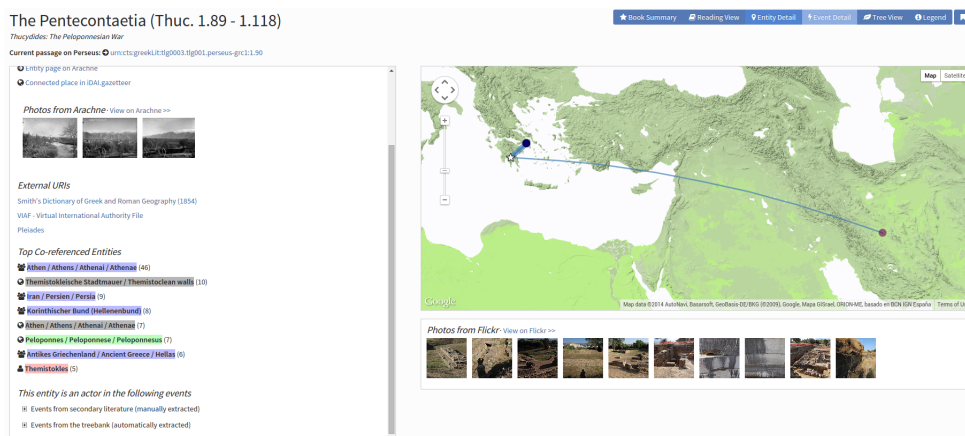 The Pentecontaetia (Thuc. 1.89 - 1.118)
Thucydides: The Peloponnesian War
Book Summary Reading View Entity Detail Event Detail Tree View Legend
Current passage on Perseus: urn:cts:greekLit:tlg0003.tlg001.perseus-grc1:1.90
Entity page on Arachne
Connected place in iDAI.gazetteer
Photos from Arachne · View on Arachne >>
External URIs
Smith's Dictionary of Greek and Roman Geography (1854)
VIAF - Virtual International Authority File
Pleiades
Top Co-referenced Entities
Athen / Athens / Athenai / Athenae (46)
Themistokleische Stadtmauer / Themistoclean walls (10)
Iran / Persien / Persia (9)
Korinthischer Bund (Hellenenbund) (8)
Athen / Athens / Athenai / Athenae (7)
Peloponnes / Peloponnese / Peloponnesus (7)
Antikes Griechenland / Ancient Greece / Hellas (6)
Themistokles (5)
This entity is an actor in the following events
Events from secondary literature (manually extracted)
Events from the treebank (automatically extracted)
Map Satellite
Google
Map data ©2014 AutoNavi, Basarsoft, GeoBasis-DE/BKG (©2009), Google, Mapa GISrael, ORION-ME, basado en BCN IGN España Terms of U
Photos from Flickr · View on Flickr >>